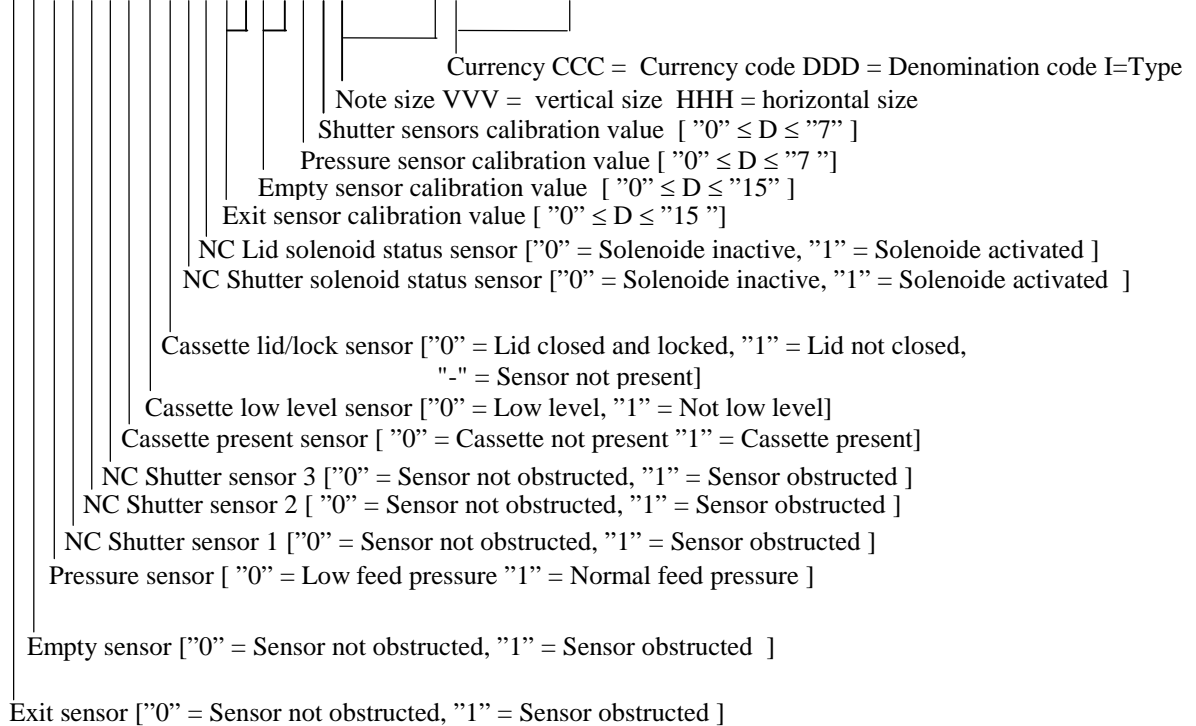 Currency CCC = Currency code DDD = Denomination code I=Type
Note size VVV = vertical size HHH = horizontal size
Shutter sensors calibration value [ ”0” ≤ D ≤ ”7” ]
Pressure sensor calibration value [ ”0” ≤ D ≤ ”7 ”]
Empty sensor calibration value [ ”0” ≤ D ≤ ”15” ]
Exit sensor calibration value [ ”0” ≤ D ≤ ”15 ”]
NC Lid solenoid status sensor [”0” = Solenoide inactive, ”1” = Solenoide activated ]
NC Shutter solenoid status sensor [”0” = Solenoide inactive, ”1” = Solenoide activated ]
Cassette lid/lock sensor [”0” = Lid closed and locked, ”1” = Lid not closed,
"-" = Sensor not present]
Cassette low level sensor [”0” = Low level, ”1” = Not low level]
Cassette present sensor [ ”0” = Cassette not present ”1” = Cassette present]
NC Shutter sensor 3 [”0” = Sensor not obstructed, ”1” = Sensor obstructed ]
NC Shutter sensor 2 [ ”0” = Sensor not obstructed, ”1” = Sensor obstructed ]
NC Shutter sensor 1 [”0” = Sensor not obstructed, ”1” = Sensor obstructed ]
Pressure sensor [ ”0” = Low feed pressure ”1” = Normal feed pressure ]
Empty sensor [”0” = Sensor not obstructed, ”1” = Sensor obstructed ]
Exit sensor [”0” = Sensor not obstructed, ”1” = Sensor obstructed ]